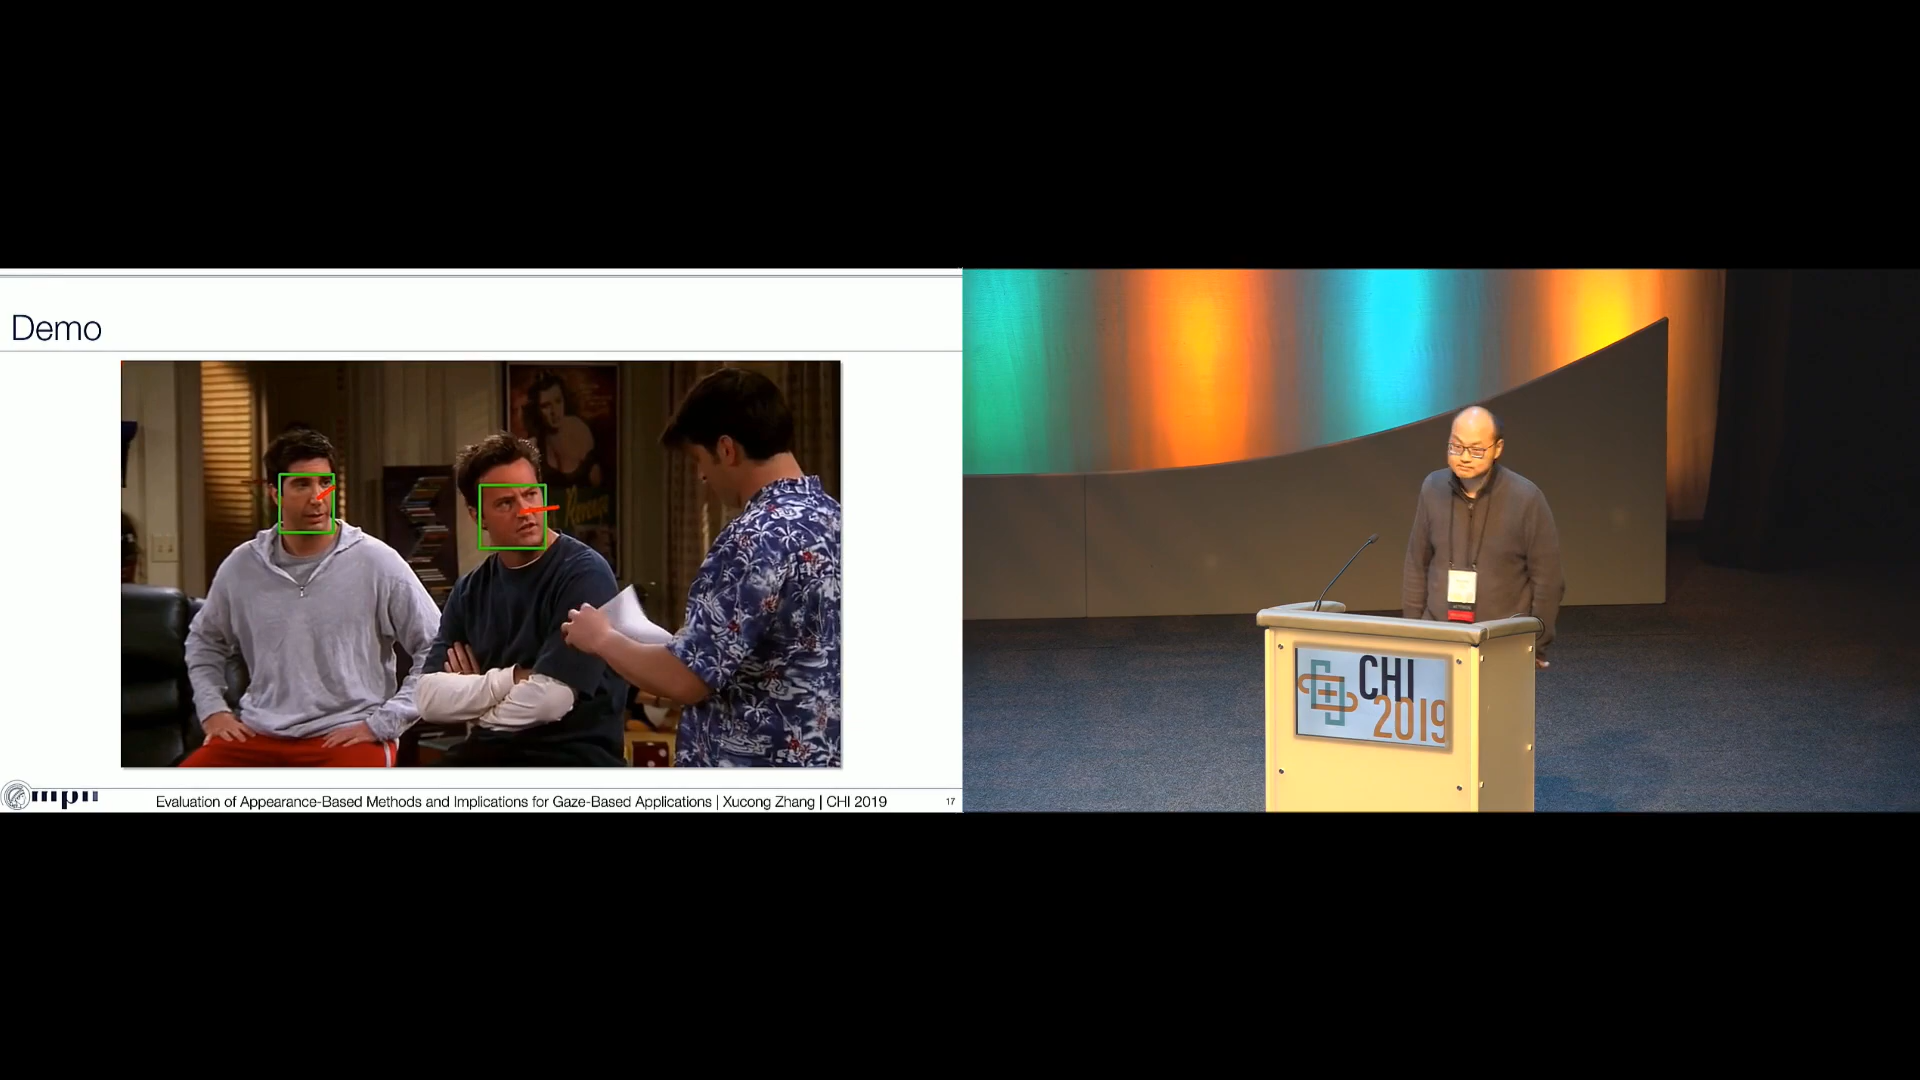 Demo
mpii
Evaluation of Appearance-Based Methods and Implications for Gaze-Based Applications | Xucong Zhang | CHI 2019
17
CHI
2019